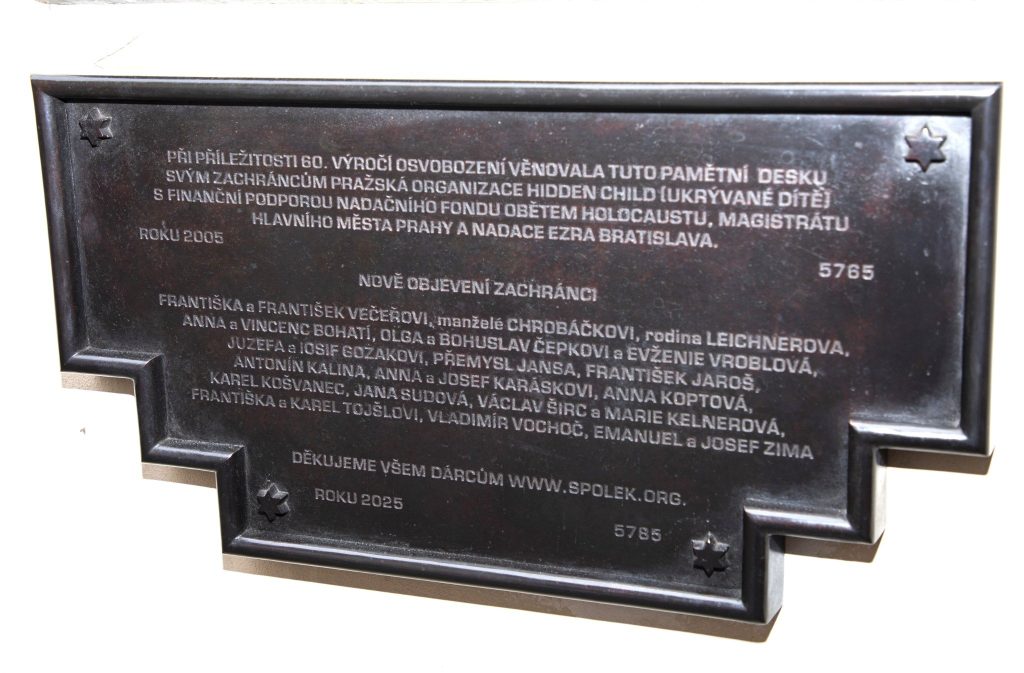 PŘI PŘÍLEŽITOSTI 60. VÝROČÍ OSVOBOZENÍ VĚNOVALA TUTO PAMĚTNÍ DESKU
SVÝM ZACHRÁNCŮM PRAŽSKÁ ORGANIZACE HIDDEN CHILD (UKRÝVANÉ DÍTĚ)
S FINANČNÍ PODPOROU NADAČNÍHO FONDU OBĚTEM HOLOCAUSTU, MAGISTRÁTU
HLAVNÍHO MĚSTA PRAHY A NADACE EZRA BRATISLAVA.
ROKU 2005
5765
NOVĚ OBJEVENÍ ZACHRÁNCI
FRANTIŠKA a FRANTIŠEK VEČEŘOVI, manželé CHROBÁČKOVI, rodina LEICHNEROVA,
ANNA a VINCENC BOHATÍ, OLGA a BOHUSLAV ČEPKOVI a EVŽENIE VROBLOVÁ,
JUZEFA a IOSIF GOZAKOVI, PŘEMYSL JANSA, FRANTIŠEK JAROŠ,
ANTONÍN KALINA, ANNA a JOSEF KARÁSKOVI, ANNA KOPTOVÁ,
KAREL KOŠVANEC, JANA SUDOVÁ, VÁCLAV ŠIRC a MARIE KELNEROVÁ,
FRANTIŠKA a KAREL TOJŠLOVI, VLADIMÍR VOCHOČ, EMANUEL a JOSEF ZIMA
DĚKUJEME VŠEM DÁRCŮM WWW.SPOLEK.ORG.
ROKU 2025
5785